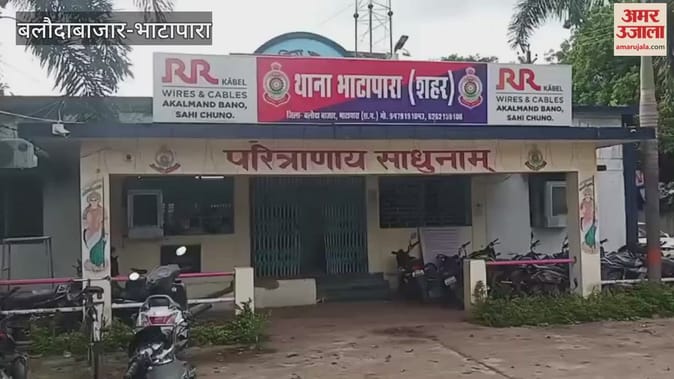 बलौदाबाजार-भाटापारा
अमर उजाला
amarujala.com
RR KABEL
WIRES & CABLES
AKALMAND BANO,
SAHI CHUNO.
थाना भाटापारा (शहर)
जिला- बलौदा बाजार, भाटापारा (छ.ग.)
RR KABEL
WIRES & CABLES
AKALMAND BANO,
SAHI CHUNO.
परित्राणाय साधुनाम्